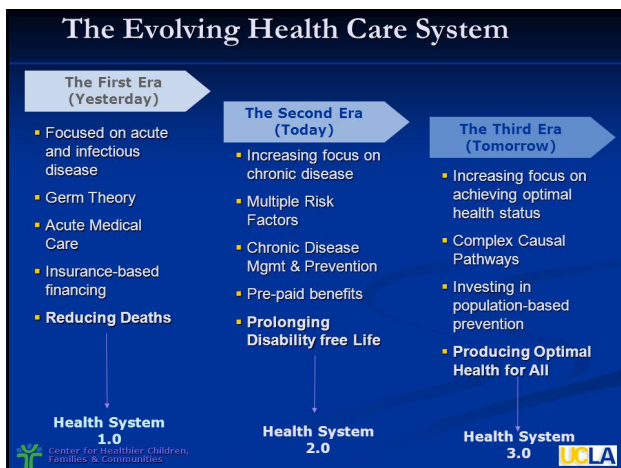 The Evolving Health Care System
The First Era
(Yesterday)
Focused on acute
and infectious
disease
Germ Theory
Acute Medical
Care
Insurance-based
financing
Reducing Deaths
Health System
1.0
The Second Era
(Today)
Increasing focus on
chronic disease
Multiple Risk
Factors
Chronic Disease
Mgmt & Prevention
Pre-paid benefits
Prolonging
Disability free Life
Health System
2.0
The Third Era
(Tomorrow)
Increasing focus on
achieving optimal
health status
Complex Causal
Pathways
Investing in
population-based
prevention
Producing Optimal
Health for All
Health System
3.0
Center for Healthier Children,
Families & Communities
UCLA